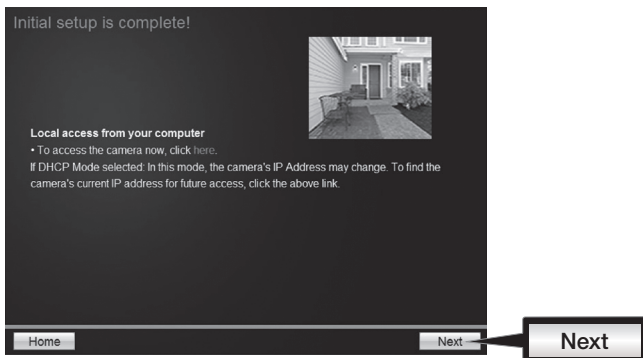 Initial setup is complete!
Local access from your computer
• To access the camera now, click here.
If DHCP Mode selected: In this mode, the camera's IP Address may change. To find the
camera's current IP address for future access, click the above link.
Home
Next
Next